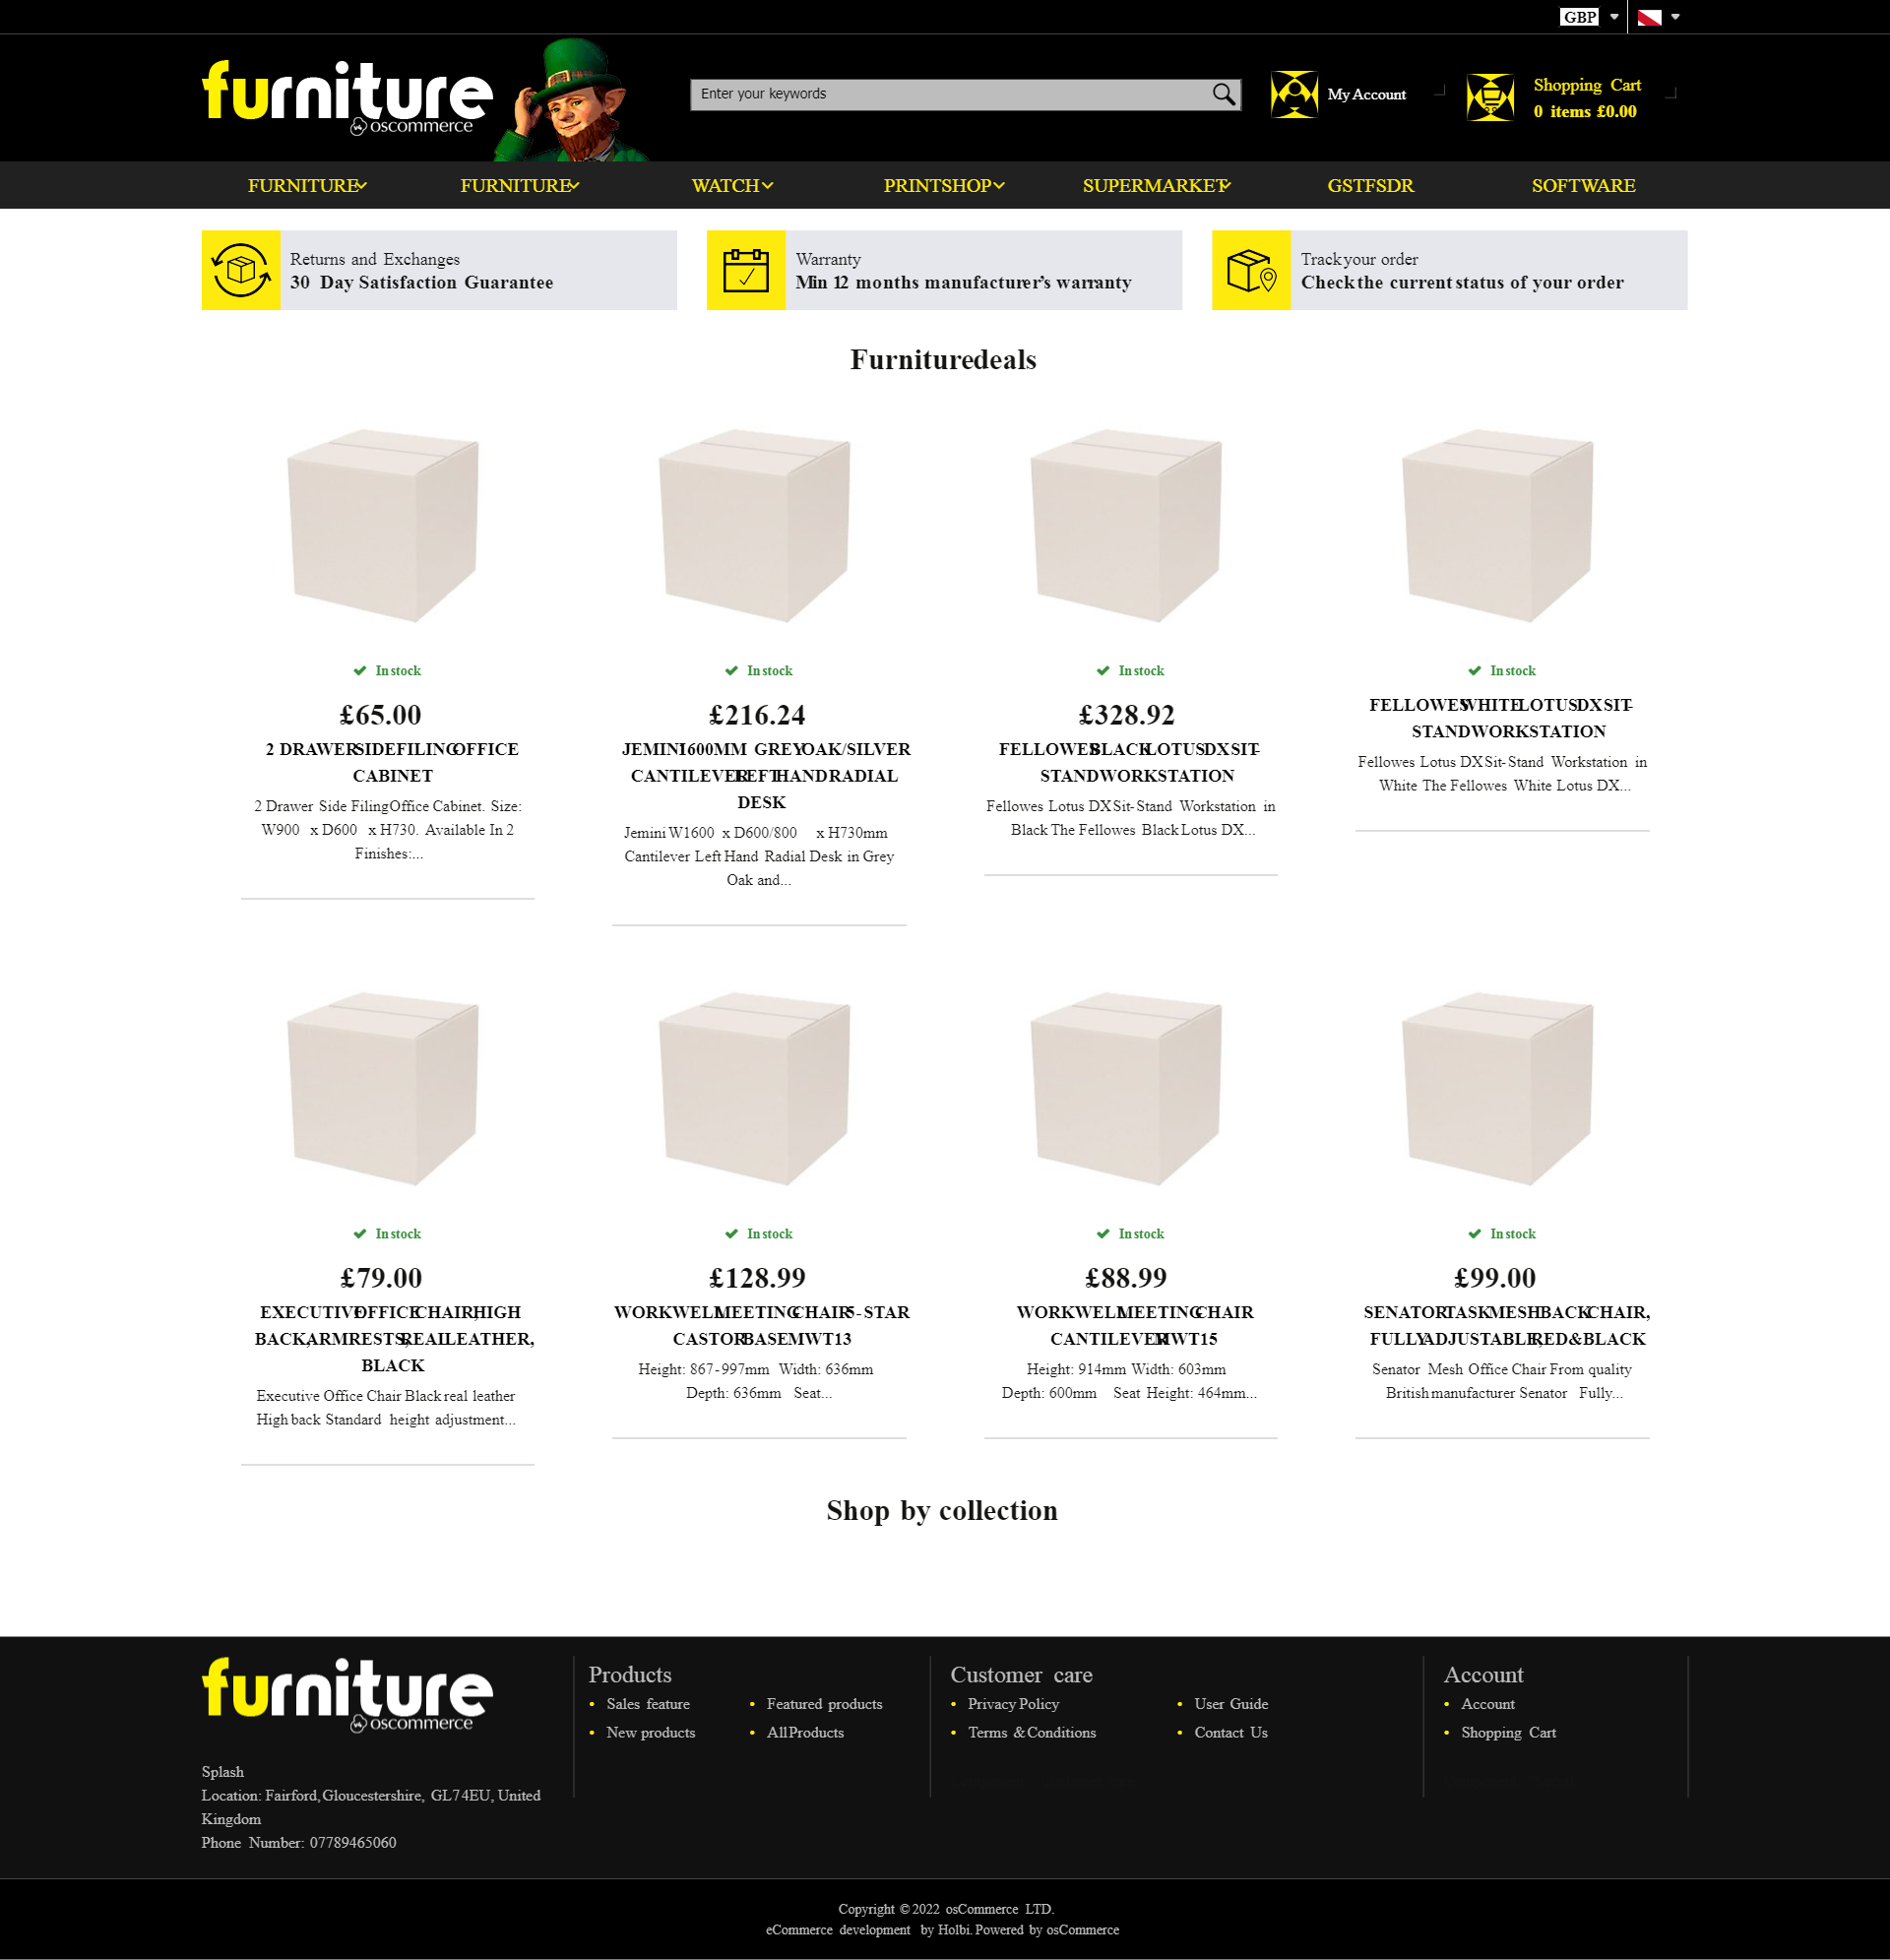 GBP
furniture
oscommerce
Enter your keywords
My Account
Shopping Cart
0 items £0.00
FURNITURE FURNITURE WATCH PRINTSHOP SUPERMARKET GSTFSDR SOFTWARE
Returns and Exchanges
30 Day Satisfaction Guarantee
Warranty
Min 12 months manufacturer's warranty
Track your order
Check the current status of your order
Furniture deals
In stock
£65.00
2 DRAWER SIDE FILING OFFICE
CABINET
2 Drawer Side Filing Office Cabinet. Size:
W900 x D600 x H730. Available In 2
Finishes:...
In stock
£216.24
JEMINI 1600MM GREY OAK/SILVER
CANTILEVER LEFT HAND RADIAL
DESK
Jemini W1600 x D600/800 x H730mm
Cantilever Left Hand Radial Desk in Grey
Oak and...
In stock
£328.92
FELLOWES BLACK LOTUS DX SIT-
STAND WORKSTATION
Fellowes Lotus DX Sit-Stand Workstation in
Black The Fellowes Black Lotus DX...
In stock
FELLOWES WHITE LOTUS DX SIT-
STAND WORKSTATION
Fellowes Lotus DX Sit-Stand Workstation in
White The Fellowes White Lotus DX...
In stock
£79.00
EXECUTIVE OFFICE CHAIR, HIGH
BACK, ARMRESTS, REAL LEATHER,
BLACK
Executive Office Chair Black real leather
High back Standard height adjustment...
In stock
£128.99
WORKWELL MEETING CHAIR 5-STAR
CASTOR BASE MWT13
Height: 867-997mm Width: 636mm
Depth: 636mm Seat...
In stock
£88.99
WORKWELL MEETING CHAIR
CANTILEVER MWT15
Height: 914mm Width: 603mm
Depth: 600mm Seat Height: 464mm...
In stock
£99.00
SENATOR TASK MESH BACK CHAIR,
FULLY ADJUSTABLE, RED & BLACK
Senator Mesh Office Chair From quality
British manufacturer Senator Fully...
Shop by collection
furniture
oscommerce
Splash
Location: Fairford, Gloucestershire, GL7 4EU, United
Kingdom
Phone Number: 07789465060
Products
Sales feature
New products
Featured products
All Products
Customer care
Privacy Policy
Terms & Conditions
User Guide
Contact Us
Account
Account
Shopping Cart
Copyright © 2022 osCommerce LTD.
eCommerce development by Holbi. Powered by osCommerce